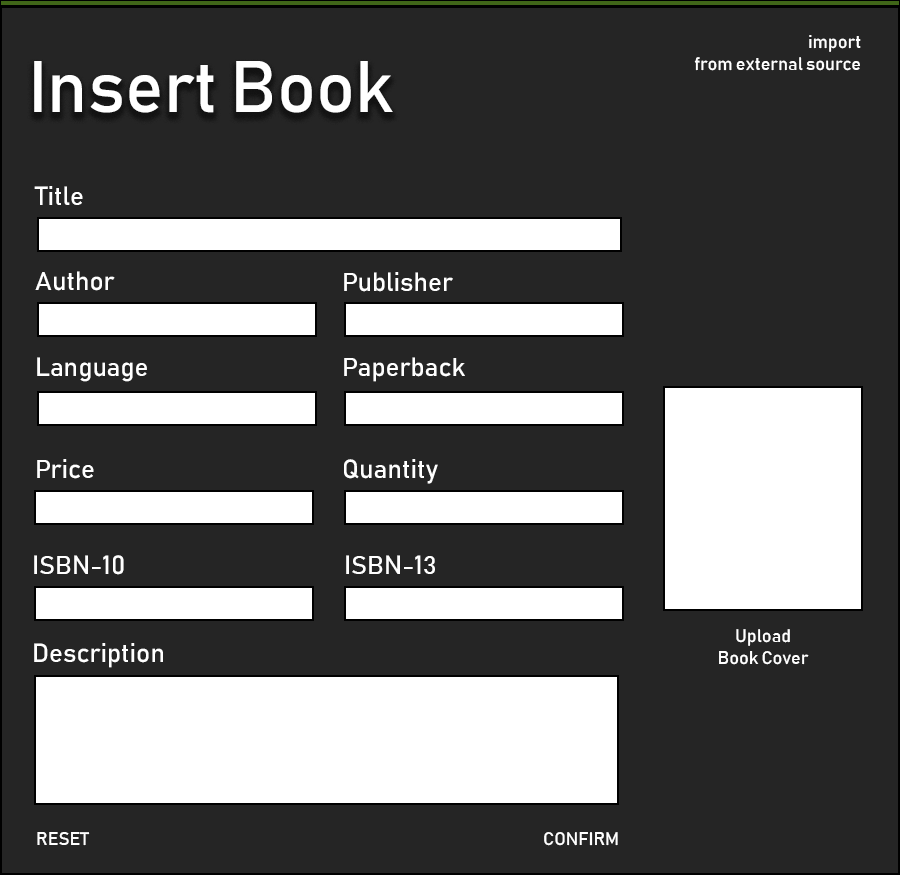 import
from external source
Insert Book
Title
Author
Publisher
Language
Paperback
Price
Quantity
ISBN-10
ISBN-13
Upload
Book Cover
Description
RESET
CONFIRM